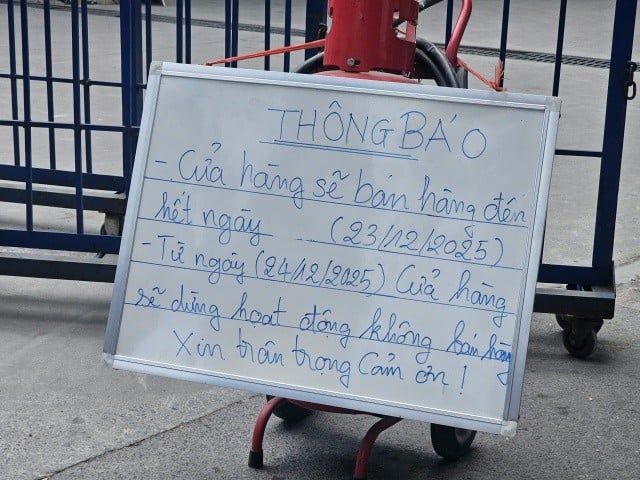 THÔNG BÁO
- Cửa hàng sẽ bán hàng đến
hết ngày (23/12/2025)
- Từ ngày (24/12/2025) Cửa hàng
sẽ dừng hoạt động không bán hàng
Xin trân trọng Cảm ơn!